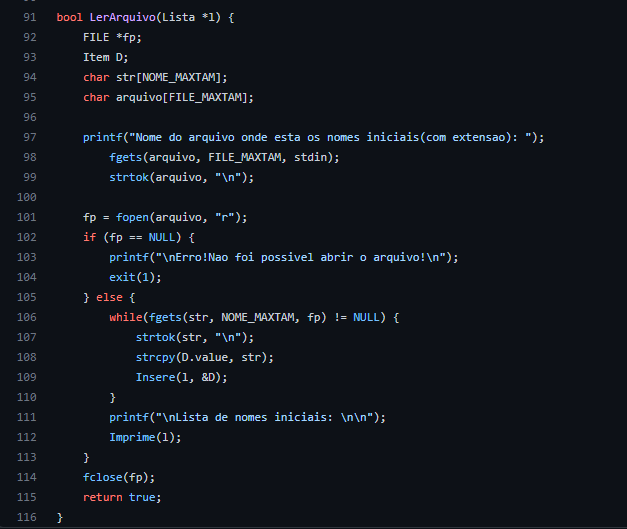 91 bool LerArquivo(Lista *l) {
92     FILE *fp;
93     Item D;
94     char str[NOME_MAXTAM];
95     char arquivo[FILE_MAXTAM];
96
97     printf("Nome do arquivo onde esta os nomes iniciais(com extensao): ");
98         fgets(arquivo, FILE_MAXTAM, stdin);
99         strtok(arquivo, "\n");
100
101     fp = fopen(arquivo, "r");
102     if (fp == NULL) {
103         printf("\nErro!Nao foi possivel abrir o arquivo!\n");
104         exit(1);
105     } else {
106         while(fgets(str, NOME_MAXTAM, fp) != NULL) {
107             strtok(str, "\n");
108             strcpy(D.value, str);
109             Insere(l, &D);
110         }
111         printf("\nLista de nomes iniciais: \n\n");
112         Imprime(l);
113     }
114     fclose(fp);
115     return true;
116 }